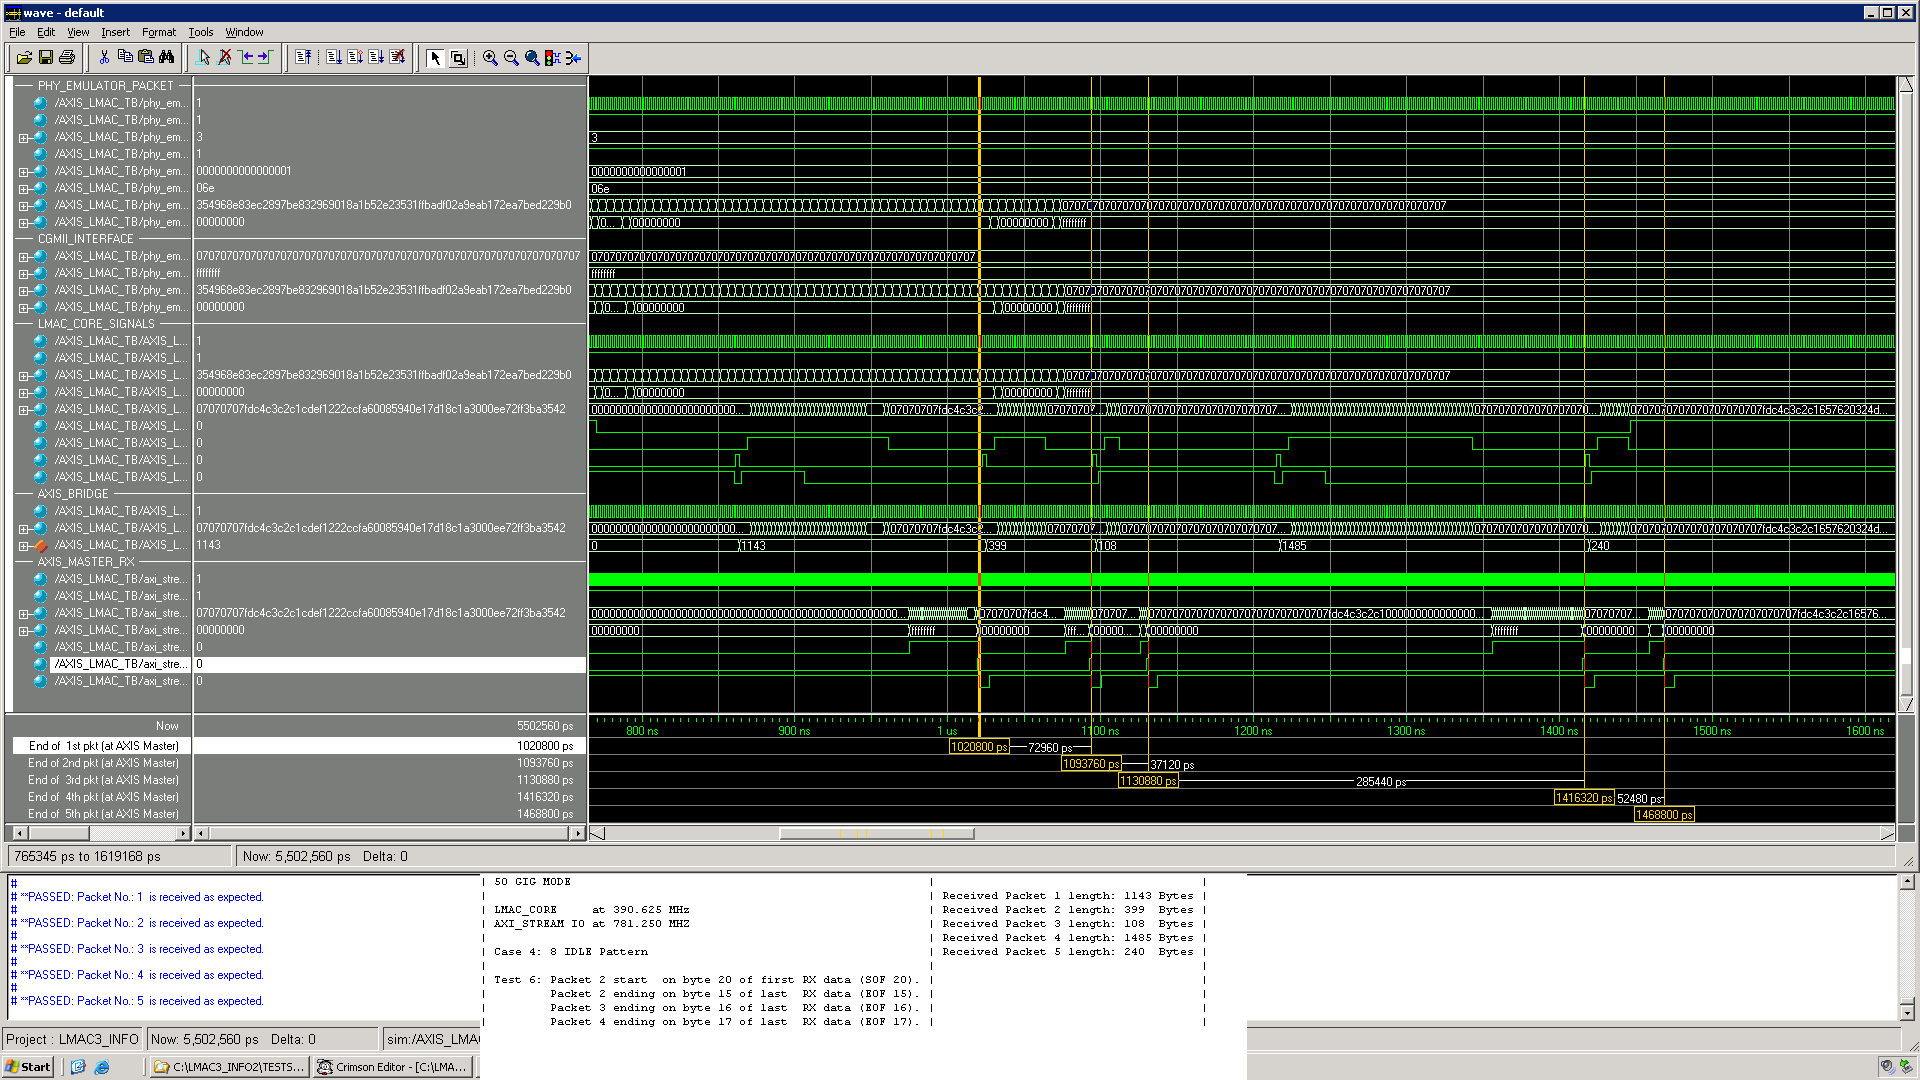 wave - default
File Edit View Insert Format Tools Window
PHY_EMULATOR_PACKET
/AXIS_LMAC_TB/phy_em... 1
/AXIS_LMAC_TB/phy_em... 1
/AXIS_LMAC_TB/phy_em... 3 3
/AXIS_LMAC_TB/phy_em... 1
/AXIS_LMAC_TB/phy_em... 0000000000000001 0000000000000001
/AXIS_LMAC_TB/phy_em... 06e 06e
/AXIS_LMAC_TB/phy_em... 354968e83ec2897be832969018a1b52e23531ffbadf02a9eab172ea7bed229b0
/AXIS_LMAC_TB/phy_em... 00000000 0... 00000000 00000000 ffffffff
CGMII_INTERFACE
/AXIS_LMAC_TB/phy_em... 0707070707070707070707070707070707070707070707070707070707070707
/AXIS_LMAC_TB/phy_em... ffffffff ffffffff
/AXIS_LMAC_TB/phy_em... 354968e83ec2897be832969018a1b52e23531ffbadf02a9eab172ea7bed229b0
/AXIS_LMAC_TB/phy_em... 00000000 0... 00000000 00000000 ffffffff
LMAC_CORE_SIGNALS
/AXIS_LMAC_TB/AXIS_L... 1
/AXIS_LMAC_TB/AXIS_L... 1
/AXIS_LMAC_TB/AXIS_L... 354968e83ec2897be832969018a1b52e23531ffbadf02a9eab172ea7bed229b0
/AXIS_LMAC_TB/AXIS_L... 00000000 0... 00000000 00000000 ffffffff
/AXIS_LMAC_TB/AXIS_L... 07070707fdc4c3c2c1cdef1222ccfa60085940e17d18c1a3000ee72ff3ba3542
/AXIS_LMAC_TB/AXIS_L... 0
/AXIS_LMAC_TB/AXIS_L... 0
/AXIS_LMAC_TB/AXIS_L... 0
/AXIS_LMAC_TB/AXIS_L... 0
AXIS_BRIDGE
/AXIS_LMAC_TB/AXIS_L... 1
/AXIS_LMAC_TB/AXIS_L... 07070707fdc4c3c2c1cdef1222ccfa60085940e17d18c1a3000ee72ff3ba3542
/AXIS_LMAC_TB/AXIS_L... 1143 0 1143 399 108 1485 240
AXIS_MASTER_RX
/AXIS_LMAC_TB/axi_stre... 1
/AXIS_LMAC_TB/axi_stre... 1
/AXIS_LMAC_TB/axi_stre... 07070707fdc4c3c2c1cdef1222ccfa60085940e17d18c1a3000ee72ff3ba3542
/AXIS_LMAC_TB/axi_stre... 00000000 00000000 ffffffff 00000000 fff... 00000... 00000000 ffffffff 00000000 00000000
/AXIS_LMAC_TB/axi_stre... 0
/AXIS_LMAC_TB/axi_stre... 0
/AXIS_LMAC_TB/axi_stre... 0
Now 5502560 ps 800 ns 900 ns 1 us 1100 ns 1200 ns 1300 ns 1400 ns 1500 ns 1600 ns
End of 1st pkt (at AXIS Master) 1020800 ps 1020800 ps 72960 ps
End of 2nd pkt (at AXIS Master) 1093760 ps 1093760 ps 37120 ps
End of 3rd pkt (at AXIS Master) 1130880 ps 1130880 ps 285440 ps
End of 4th pkt (at AXIS Master) 1416320 ps 1416320 ps 52480 ps
End of 5th pkt (at AXIS Master) 1468800 ps 1468800 ps
765345 ps to 1619168 ps Now: 5,502,560 ps Delta: 0
#
# **PASSED: Packet No.: 1 is received as expected.
#
# **PASSED: Packet No.: 2 is received as expected.
#
# **PASSED: Packet No.: 3 is received as expected.
#
# **PASSED: Packet No.: 4 is received as expected.
#
# **PASSED: Packet No.: 5 is received as expected.
| 50 GIG MODE |
| LMAC_CORE at 390.625 MHz
| AXI_STREAM IO at 781.250 MHZ
| Case 4: 8 IDLE Pattern
| Test 6: Packet 2 start on byte 20 of first RX data (SOF 20). |
| Packet 2 ending on byte 15 of last RX data (EOF 15). |
| Packet 3 ending on byte 16 of last RX data (EOF 16). |
| Packet 4 ending on byte 17 of last RX data (EOF 17). |
| Received Packet 1 length: 1143 Bytes |
| Received Packet 2 length: 399 Bytes |
| Received Packet 3 length: 108 Bytes |
| Received Packet 4 length: 1485 Bytes |
| Received Packet 5 length: 240 Bytes |
Project : LMAC3_INFO Now: 5,502,560 ps Delta: 0 sim:/AXIS_LMA
Start C:\LMAC3_INFO2\TESTS... Crimson Editor - [C:\LMA...